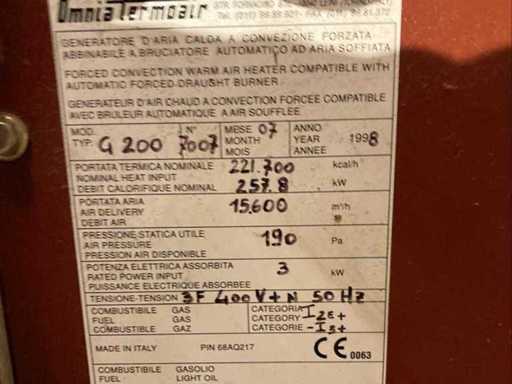 OmniaTermoair
GENERATORE D'ARIA CALDA A CONVEZIONE FORZATA
ABBINABILE A BRUCIATORE AUTOMATICO AD ARIA SOFFIATA
FORCED CONVECTION WARM AIR HEATER COMPATIBLE WITH
AUTOMATIC FORCED-DRAUGHT BURNER
GENERATEUR D'AIR CHAUD A CONVECTION FORCEE COMPATIBLE
AVEC BRULEUR AUTOMATIQUE A AIR SOUFFLEE
MOD. TYP. G 200 N° 7007 MESE MONTH MOIS 07 ANNO YEAR ANNEE 1998
PORTATA TERMICA NOMINALE 221.700 kcal/h
NOMINAL HEAT INPUT
DEBIT CALORIFIQUE NOMINAL 257.8 kW
PORTATA ARIA
AIR DELIVERY 15.600 m³/h
DEBIT AIR
PRESSIONE STATICA UTILE
AIR PRESSURE 190 Pa
PRESSION AIR DISPONIBLE
POTENZA ELETTRICA ASSORBITA
RATED POWER INPUT 3 kW
PUISSANCE ELECTRIQUE ABSORBEE
TENSIONE-TENSION 3F 400V+N 50 HZ
COMBUSTIBILE GAS CATEGORIA
FUEL GAS CATEGORY I2E+
COMBUSTIBLE GAZ CATEGORIE - I3+
MADE IN ITALY PIN 68AQ217 CE 0063
COMBUSTIBILE GASOLIO
FUEL LIGHT OIL